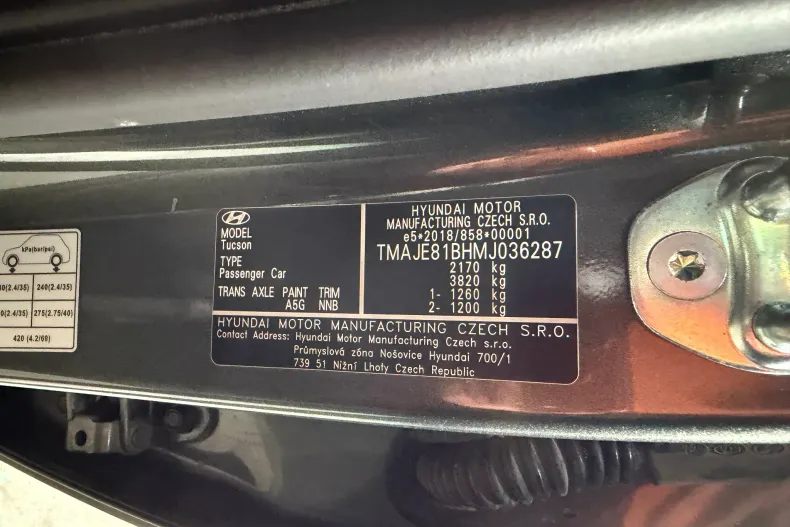 kPa(bar/psi)
240(2.4/35)
275(2.75/40)
420 (4.2/60)
MODEL
Tucson
TYPE
Passenger Car
TRANS AXLE PAINT TRIM
A5G NNB
HYUNDAI MOTOR
MANUFACTURING CZECH S.R.O.
e5*2018/858*00001
TMAJE81BHMJ036287
2170 kg
3820 kg
1- 1260 kg
2- 1200 kg
HYUNDAI MOTOR MANUFACTURING CZECH S.R.O.
Contact Address: Hyundai Motor Manufacturing Czech s.r.o.
Průmyslová zóna Nošovice Hyundai 700/1
739 51 Nižní Lhoty Czech Republic